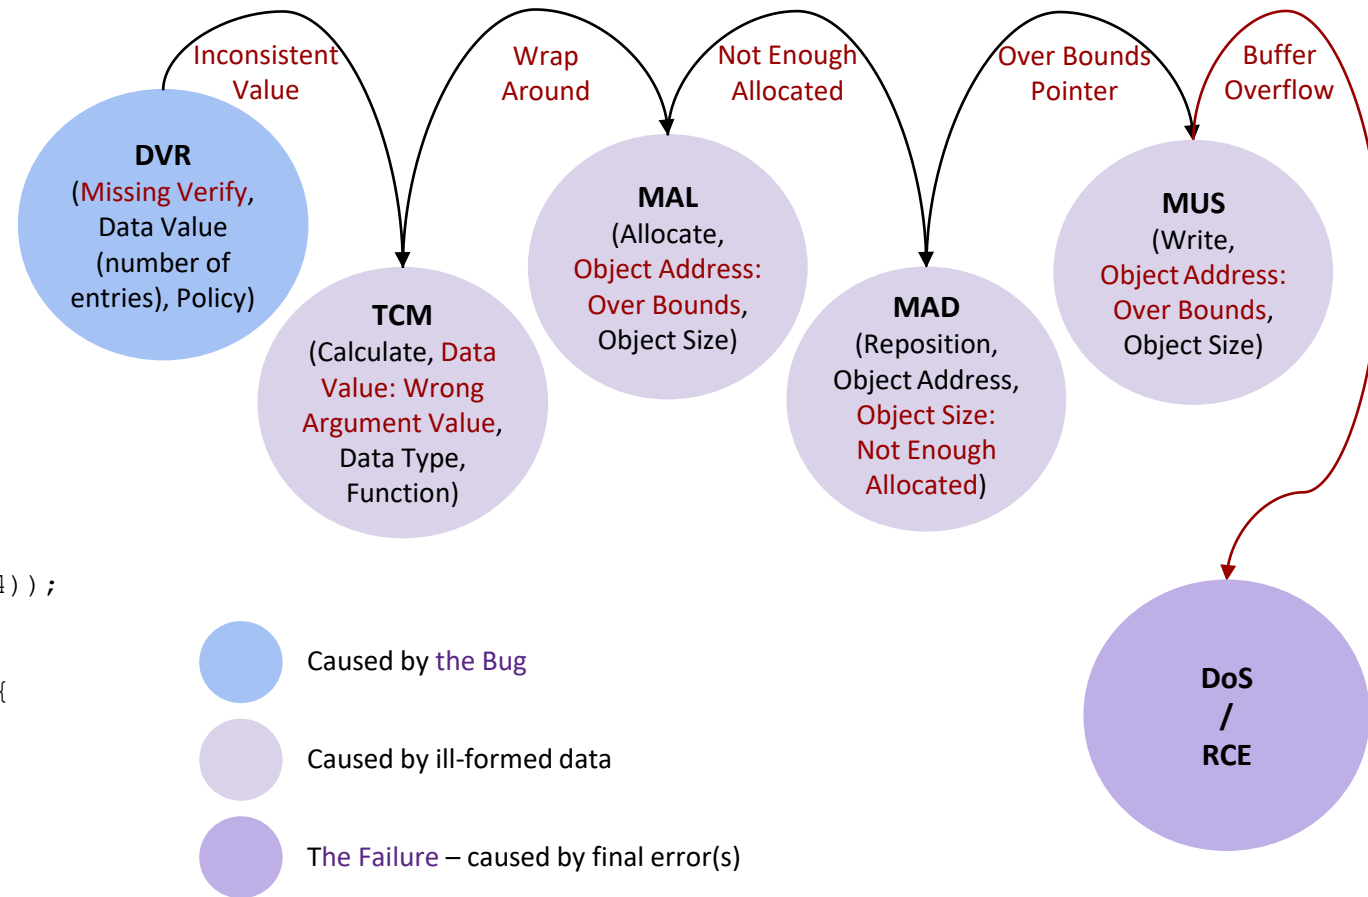 Inconsistent
Value
Wrap
Around
Not Enough
Allocated
Over Bounds
Pointer
Buffer
Overflow
DVR
(Missing Verify,
Data Value
(number of
entries), Policy)
TCM
(Calculate, Data
Value: Wrong
Argument Value,
Data Type,
Function)
MAL
(Allocate,
Object Address:
Over Bounds,
Object Size)
MAD
(Reposition,
Object Address,
Object Size:
Not Enough
Allocated)
MUS
(Write,
Object Address:
Over Bounds,
Object Size)
4));
{
Caused by the Bug
Caused by ill-formed data
The Failure – caused by final error(s)
DoS
/
RCE